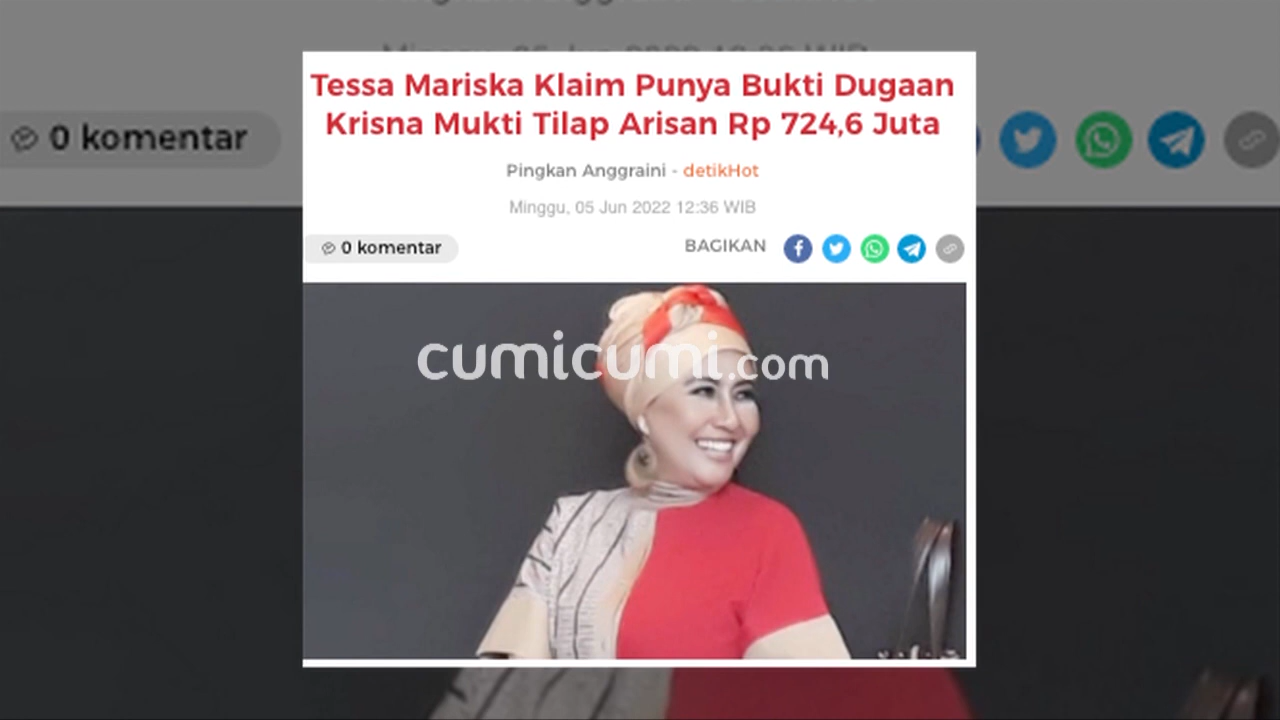 Tessa Mariska Klaim Punya Bukti Dugaan
Krisna Mukti Tilap Arisan Rp 724,6 Juta
Pingkan Anggraini - detikHot
Minggu, 05 Jun 2022 12:36 WIB
0 komentar
0 komentar
BAGIKAN
cumicumi.com